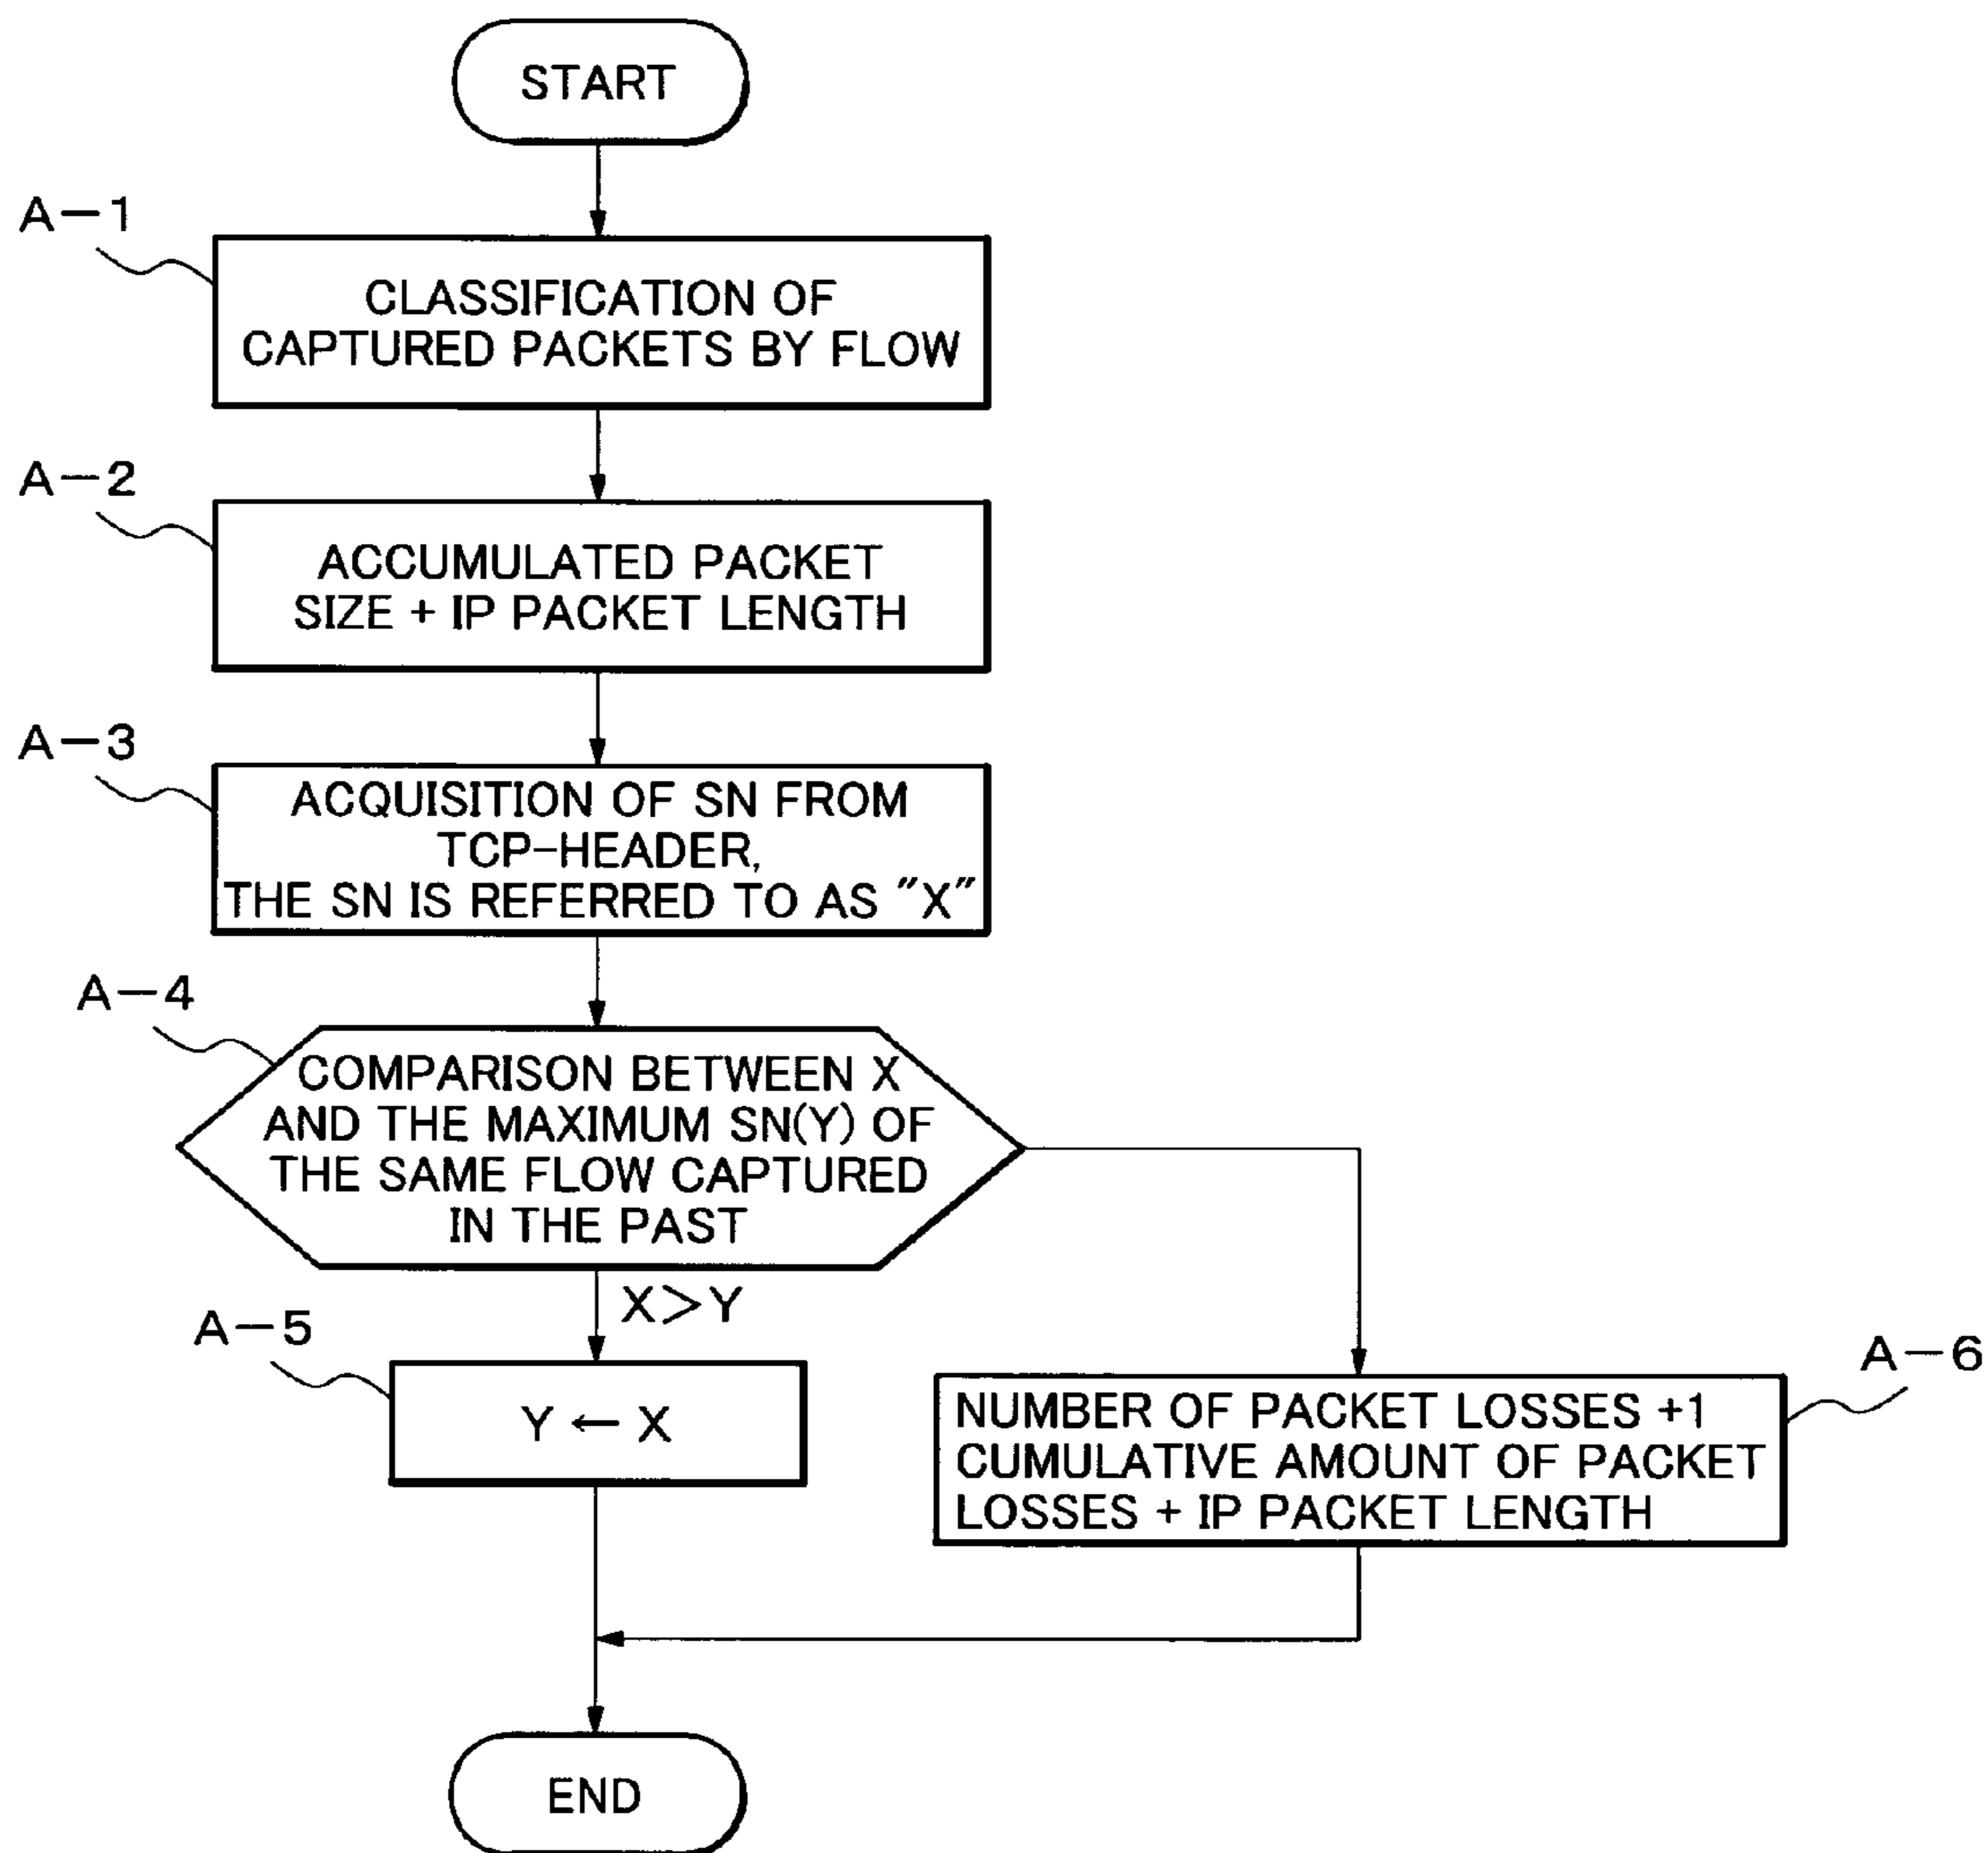 START
A-1
CLASSIFICATION OF
CAPTURED PACKETS BY FLOW
A-2
ACCUMULATED PACKET
SIZE + IP PACKET LENGTH
A-3
ACQUISITION OF SN FROM
TCP-HEADER,
THE SN IS REFERRED TO AS "X"
A-4
COMPARISON BETWEEN X
AND THE MAXIMUM SN(Y) OF
THE SAME FLOW CAPTURED
IN THE PAST
X>Y
A-5
Y ← X
A-6
NUMBER OF PACKET LOSSES +1
CUMULATIVE AMOUNT OF PACKET
LOSSES + IP PACKET LENGTH
END